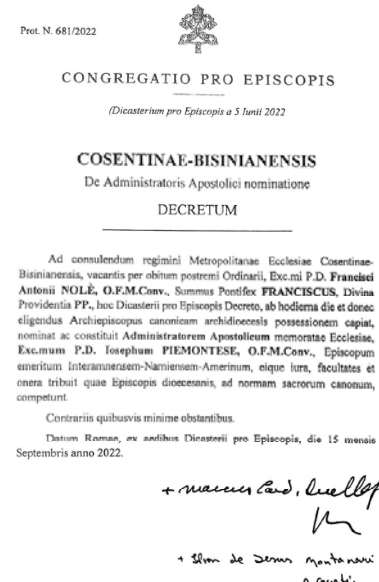 Prot. N. 681/2022
CONGREGATIO PRO EPISCOPIS
(Dicasterium pro Episcopis a 5 Iunii 2022
COSENTINAE-BISINIANENSIS
De Administratoris Apostolici nominatione
DECRETUM
Ad consulendum regimini Metropolitanae Ecclesiae Cosentinae-
Bisinianensis, vacantis per obitum postremi Ordinarii, Exc.mi P.D. Francisci
Antonii NOLÈ, O.F.M.Conv., Summus Pontifex FRANCISCUS, Divina
Providentia PP., hoc Dicasterii pro Episcopis Decreto, ab hodierna die et donec
eligendus Archiepiscopus canonicam archidioecesis possessionem capiat,
nominat ac constituit Administratorem Apostolicum memoratae Ecclesiae,
Exc.mum P.D. Iosephum PIEMONTESE, O.F.M.Conv., Episcopum
emeritum Interamnensem-Narniensem-Amerinum, eique iura, facultates et
onera tribuit quae Episcopis dioecesanis, ad normam sacrorum canonum,
competunt.
Contrariis quibusvis minime obstantibus.
Datum Romae, ex aedibus Dicasterii pro Episcopis, die 15 mensis
Septembris anno 2022.
+ Marcus Card. Ouellet
+ Ilson de Jesus Montanari